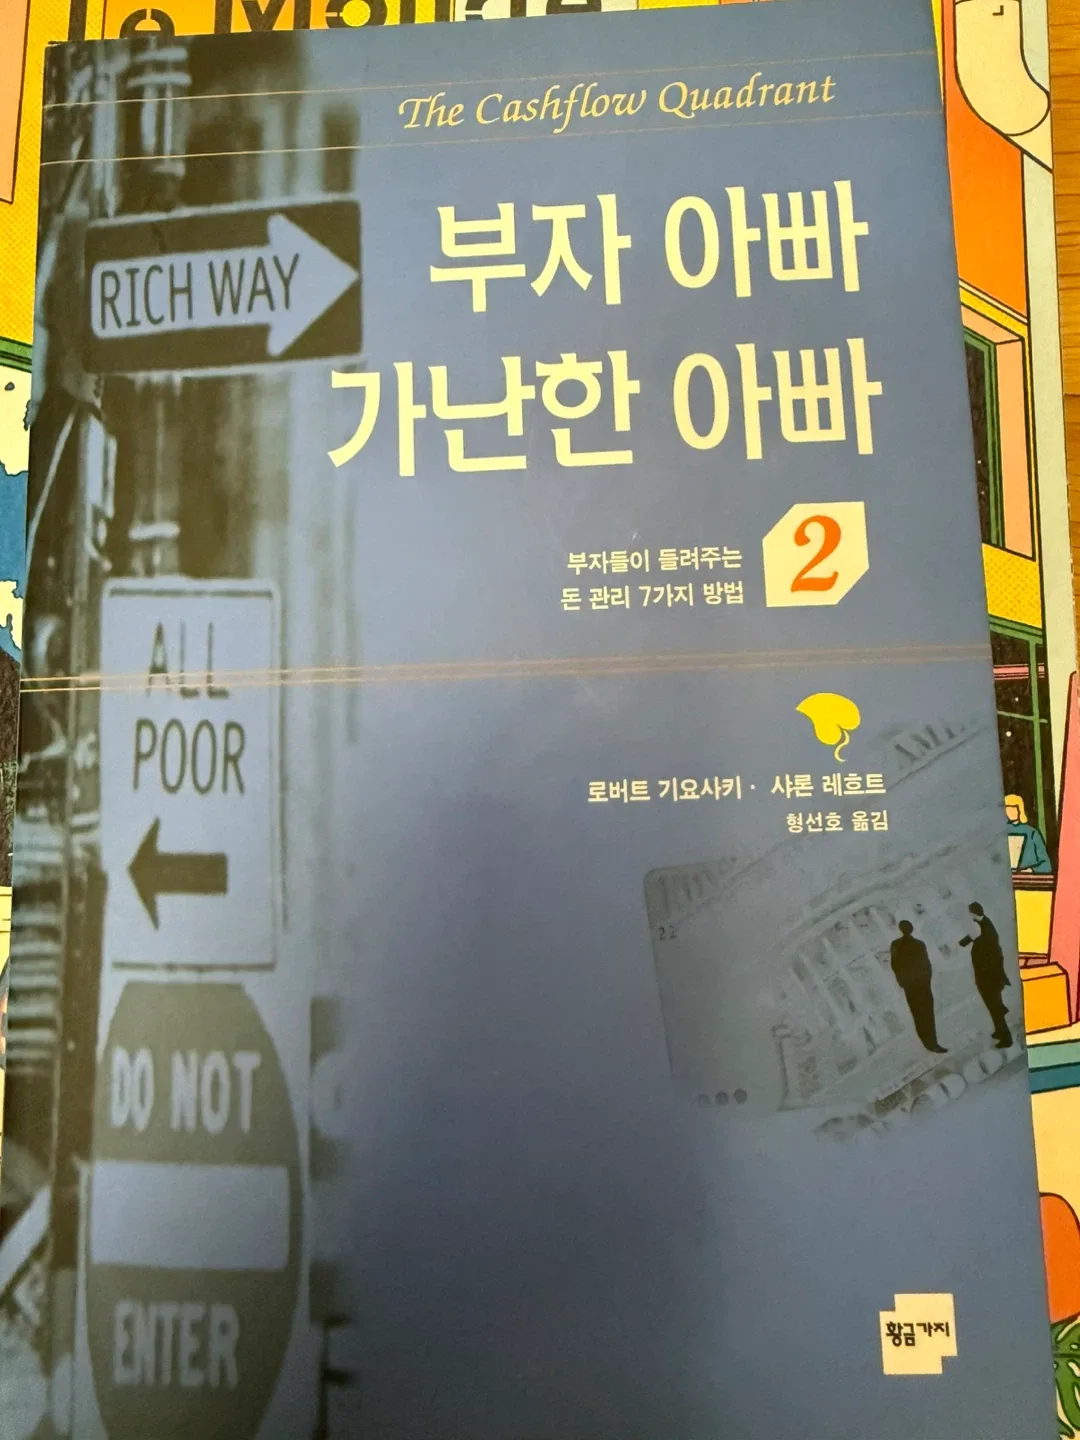 The Cashflow Quadrant
RICH WAY
부자 아빠
가난한 아빠
2
부자들이 들려주는
돈 관리 7가지 방법
ALL
POOR
로버트 기요사키 · 샤론 레흐트
형선호 옮김
22
DO NOT
ENTER
황금가지